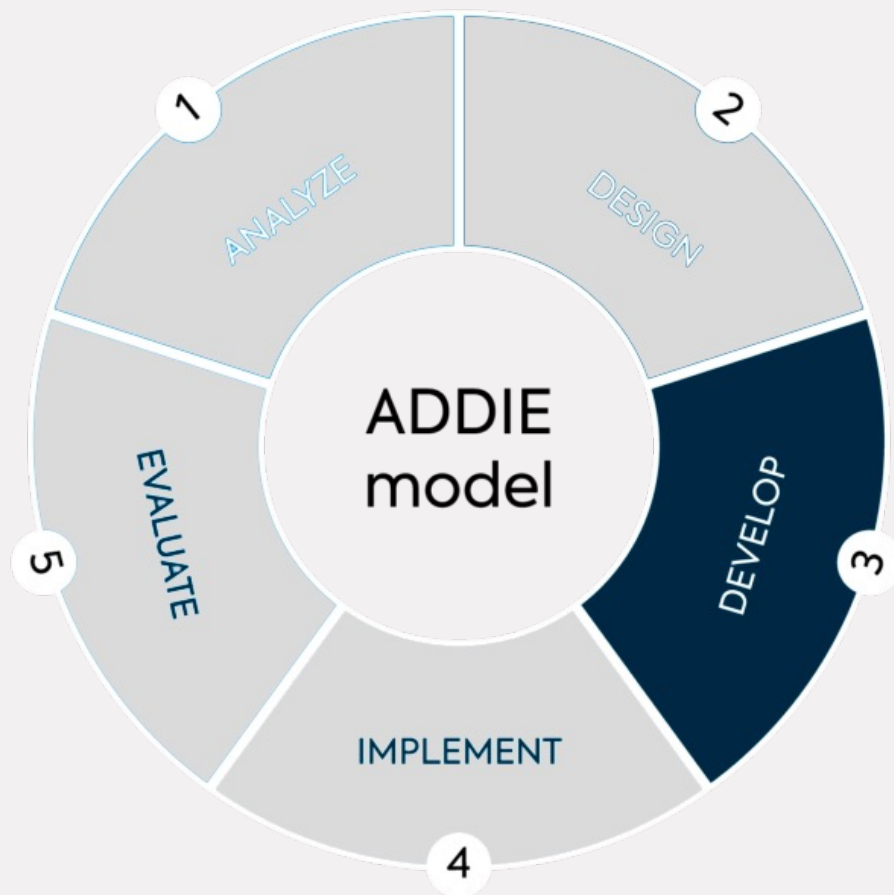 1
ANALYZE
2
DESIGN
3
DEVELOP
4
IMPLEMENT
5
EVALUATE
ADDIE
model